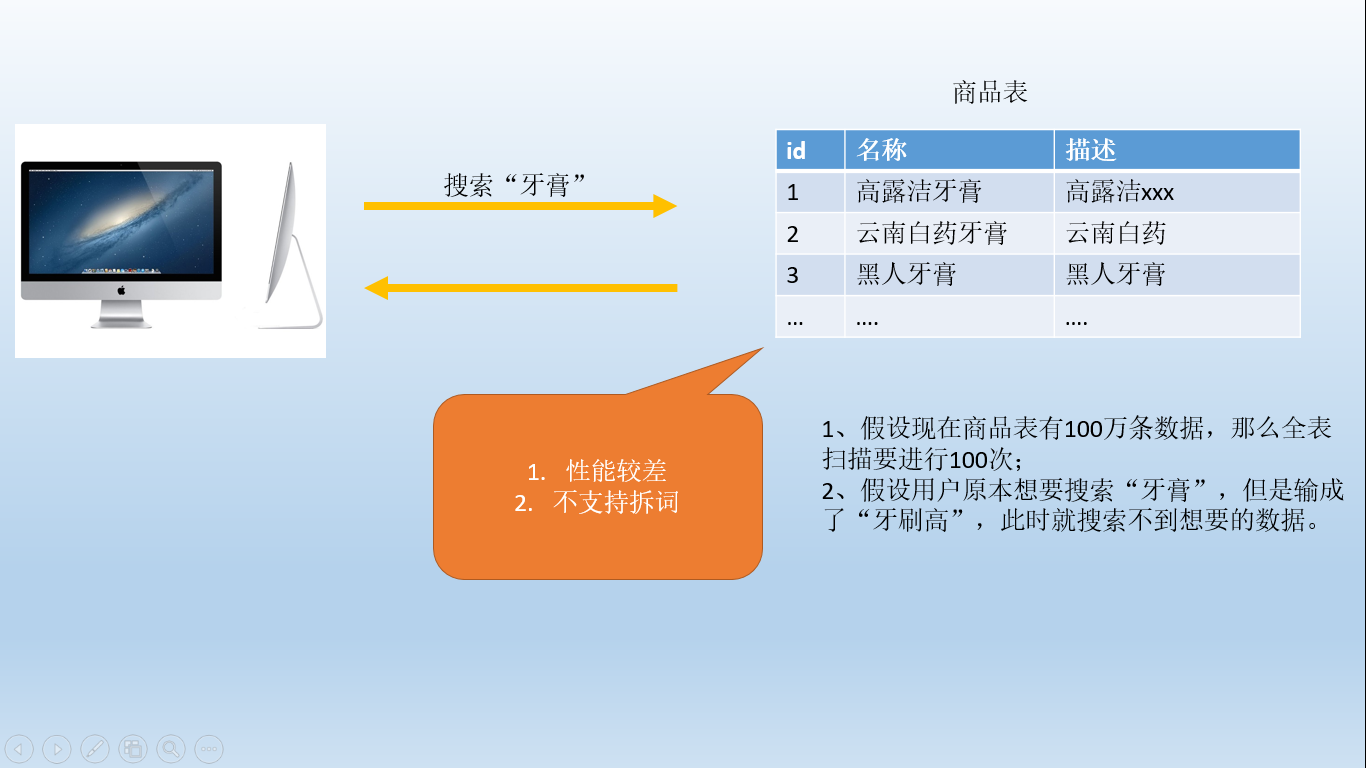 商品表
搜索“牙膏”
id 名称 描述
1 高露洁牙膏 高露洁xxx
2 云南白药牙膏 云南白药
3 黑人牙膏 黑人牙膏
... .... ....
1. 性能较差
2. 不支持拆词
1、假设现在商品表有100万条数据，那么全表
扫描要进行100次；
2、假设用户原本想要搜索“牙膏”，但是输成
了“牙刷高”，此时就搜索不到想要的数据。